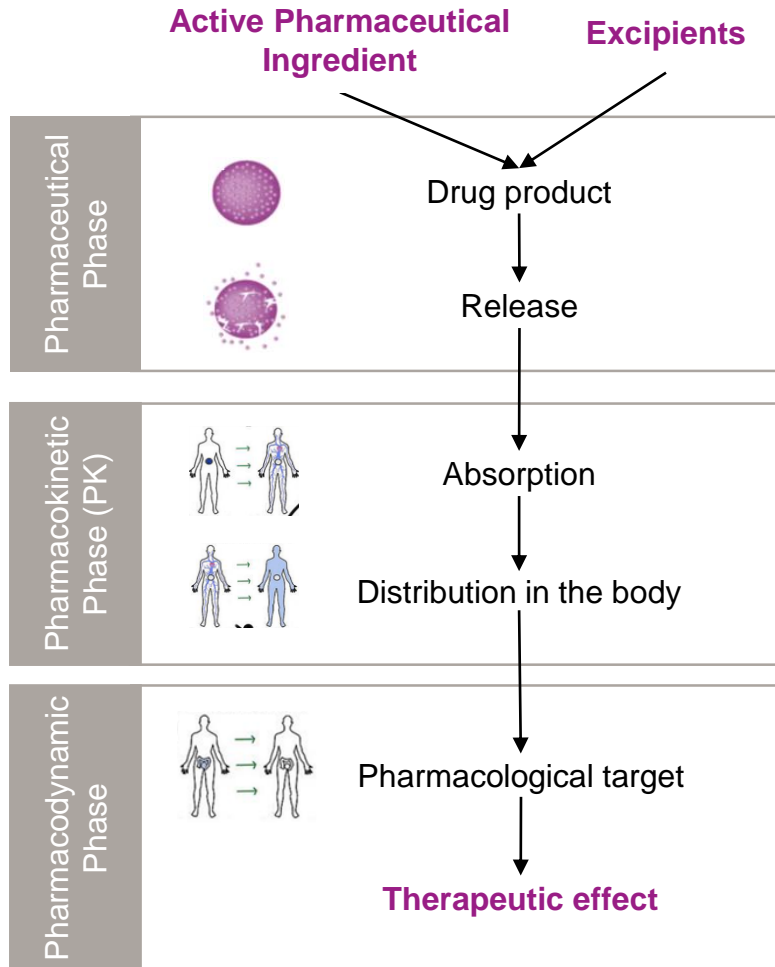 Active Pharmaceutical
Ingredient
Excipients
Pharmaceutical
Phase
Drug product
Release
Pharmacokinetic
Phase (PK)
Absorption
Distribution in the body
Pharmacodynamic
Phase
Pharmacological target
Therapeutic effect